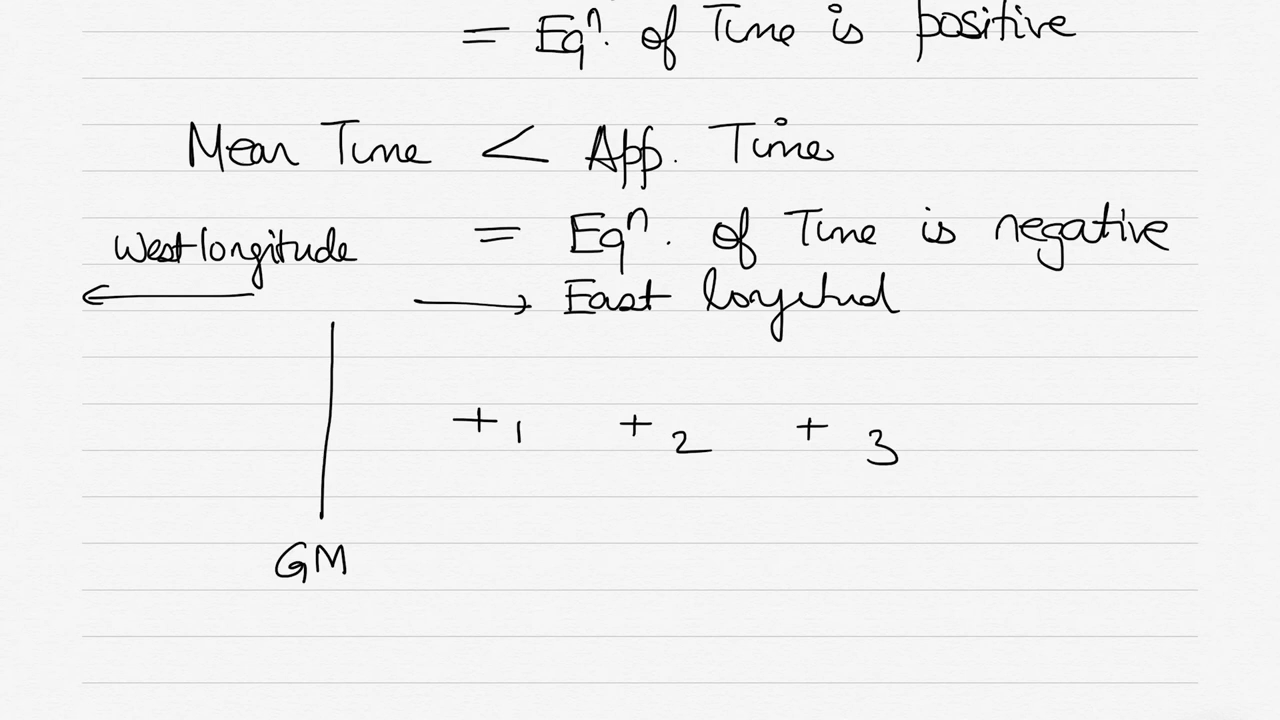 = Eqⁿ. of Time is positive
Mean Time < App. Time
= Eqⁿ. of Time is negative
West longitude
← → East longitud
+1 +2 +3
GM